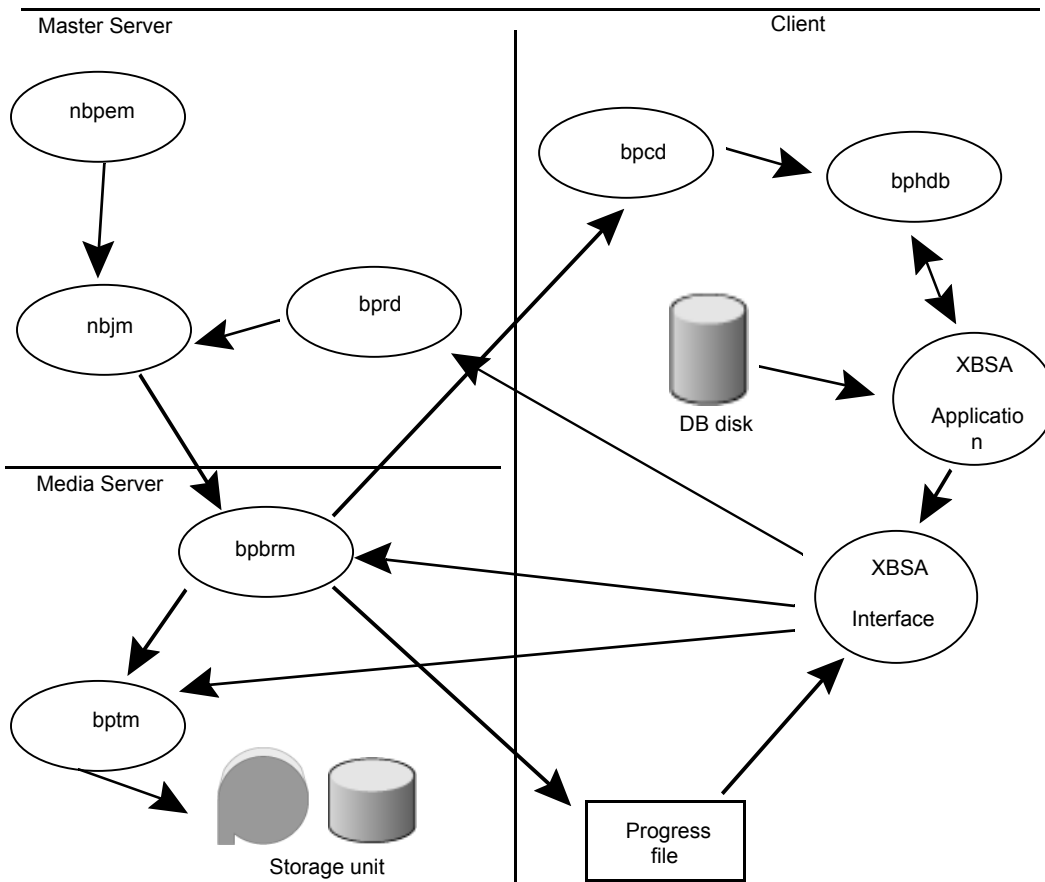 Master Server
Client
nbpem
bpcd
bphdb
nbjm
bprd
DB disk
XBSA
Applicatio
n
Media Server
bpbrm
XBSA
Interface
bptm
Storage unit
Progress
file